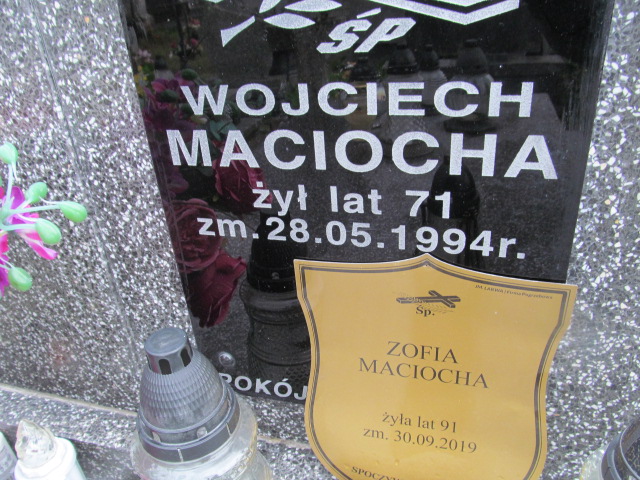 ŚP
WOJCIECH
MACIOCHA
żył lat 71
zm.28.05.1994r.
POKÓJ
Śp.
ZOFIA
MACIOCHA
żyła lat 91
zm. 30.09.2019